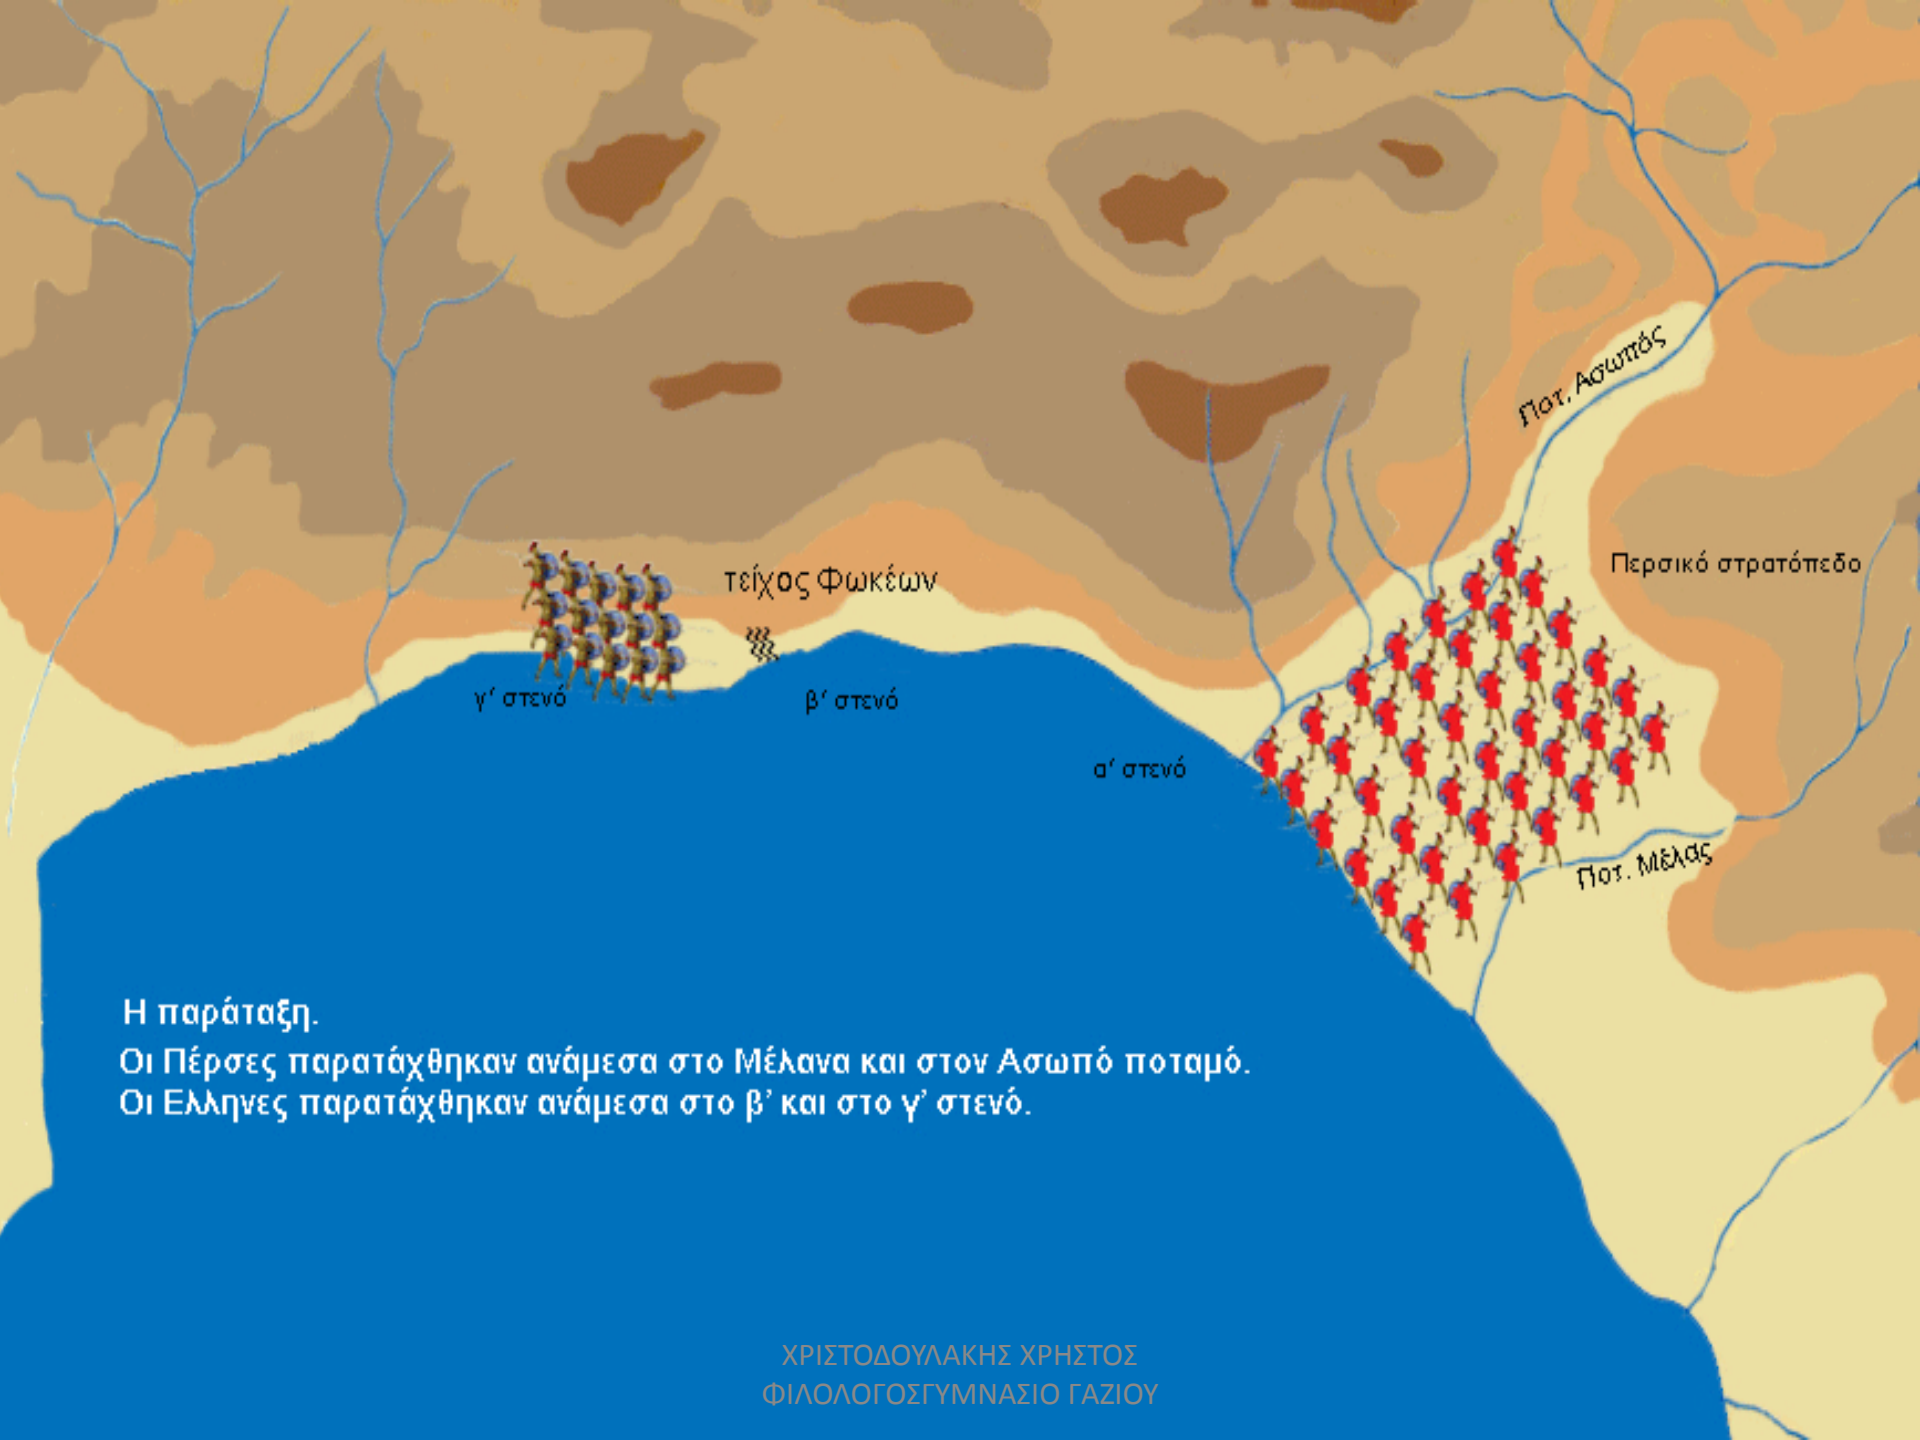 Ποτ. Ασωπός
Περσικό στρατόπεδο
τείχος Φωκέων
γ' στενό
β' στενό
α' στενό
Ποτ. Μέλας
Η παράταξη.
Οι Πέρσες παρατάχθηκαν ανάμεσα στο Μέλανα και στον Ασωπό ποταμό.
Οι Ελληνες παρατάχθηκαν ανάμεσα στο β’ και στο γ’ στενό.
ΧΡΙΣΤΟΔΟΥΛΑΚΗΣ ΧΡΗΣΤΟΣ
ΦΙΛΟΛΟΓΟΣΓΥΜΝΑΣΙΟ ΓΑΖΙΟΥ